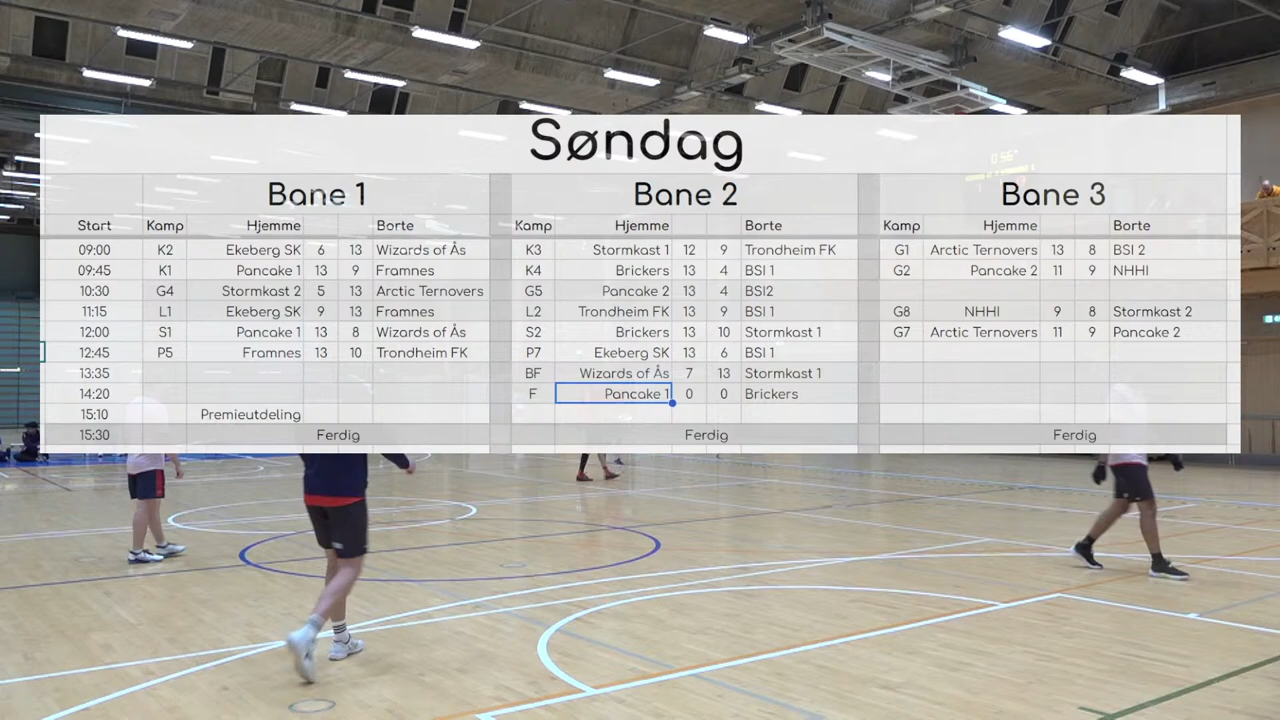 Søndag
Bane 1 Bane 2 Bane 3
Start Kamp Hjemme Borte Kamp Hjemme Borte Kamp Hjemme Borte
09:00 K2 Ekeberg SK 6 13 Wizards of Ås K3 Stormkast 1 12 9 Trondheim FK G1 Arctic Ternovers 13 8 BSI 2
09:45 K1 Pancake 1 13 9 Framnes K4 Brickers 13 4 BSI 1 G2 Pancake 2 11 9 NHHI
10:30 G4 Stormkast 2 5 13 Arctic Ternovers G5 Pancake 2 13 4 BSI2
11:15 L1 Ekeberg SK 9 13 Framnes L2 Trondheim FK 13 9 BSI 1 G8 NHHI 9 8 Stormkast 2
12:00 S1 Pancake 1 13 8 Wizards of Ås S2 Brickers 13 10 Stormkast 1 G7 Arctic Ternovers 11 9 Pancake 2
12:45 P5 Framnes 13 10 Trondheim FK P7 Ekeberg SK 13 6 BSI 1
13:35 BF Wizards of Ås 7 13 Stormkast 1
14:20 F Pancake 1 0 0 Brickers
15:10 Premieutdeling
15:30 Ferdig Ferdig Ferdig